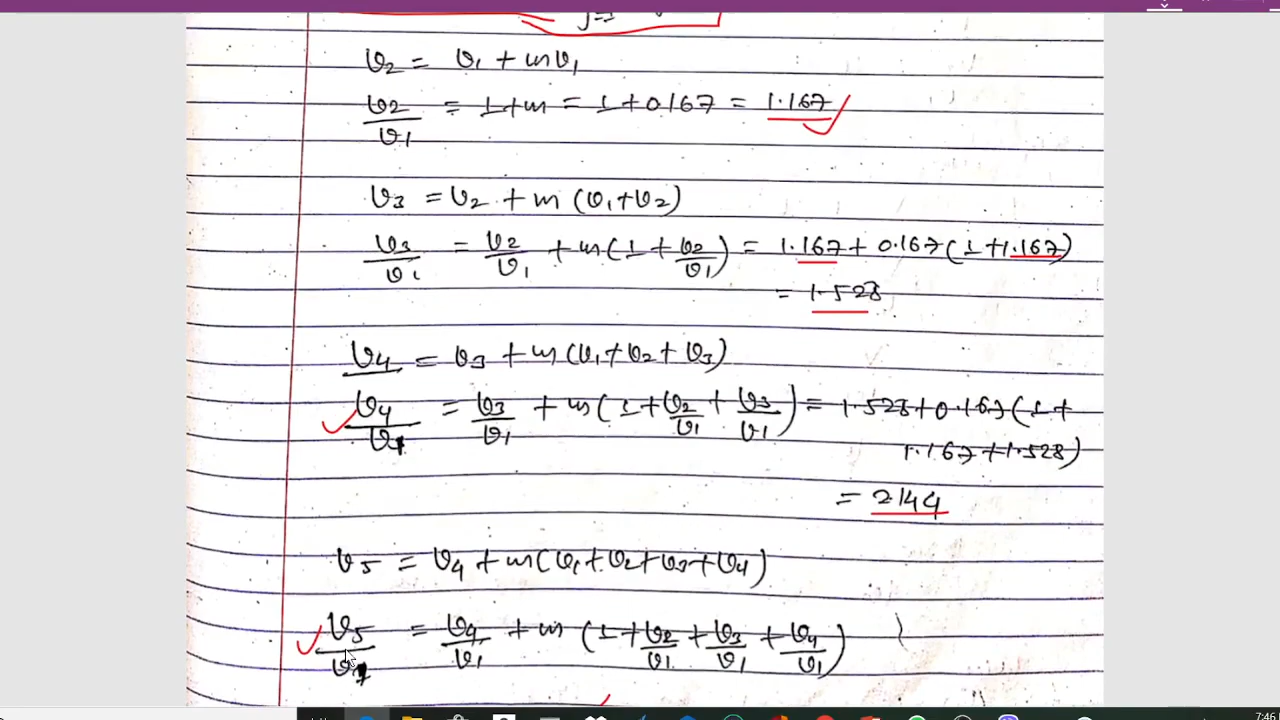 j=1
v2 = v1 + mv1
v2/v1 = 1+m = 1+0.167 = 1.167
v3 = v2 + m (v1+v2)
v3/v1 = v2/v1 + m(1 + v2/v1) = 1.167 + 0.167(1+1.167)
= 1.528
v4 = v3 + m(v1+v2+v3)
v4/v1 = v3/v1 + m(1+v2/v1 + v3/v1) = 1.528+0.167(1+
1.167+1.528)
= 2.144
v5 = v4 + m(v1+v2+v3+v4)
v5/v1 = v4/v1 + m (1+v2/v1 + v3/v1 + v4/v1)
7:46